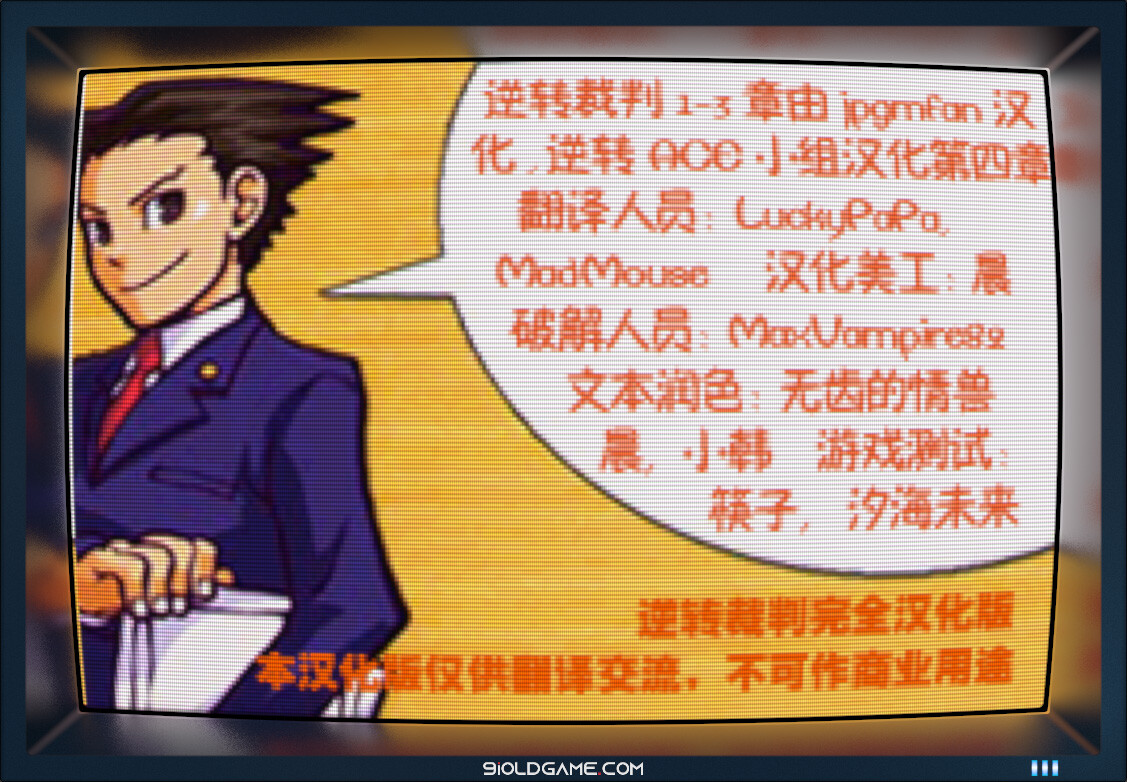 逆转裁判 1-3 章由 jpgmfan 汉
化，逆转 ACE 小组汉化第四章
翻译人员：LuckyPaPa,
MadMouse 汉化美工：晨
破解人员：MaxVampire82
文本润色：无齿的情兽
晨, 小韩 游戏测试：
筷子, 汐海未来
逆转裁判完全汉化版
本汉化版仅供翻译交流，不可作商业用途
9iOLDGAME.COM